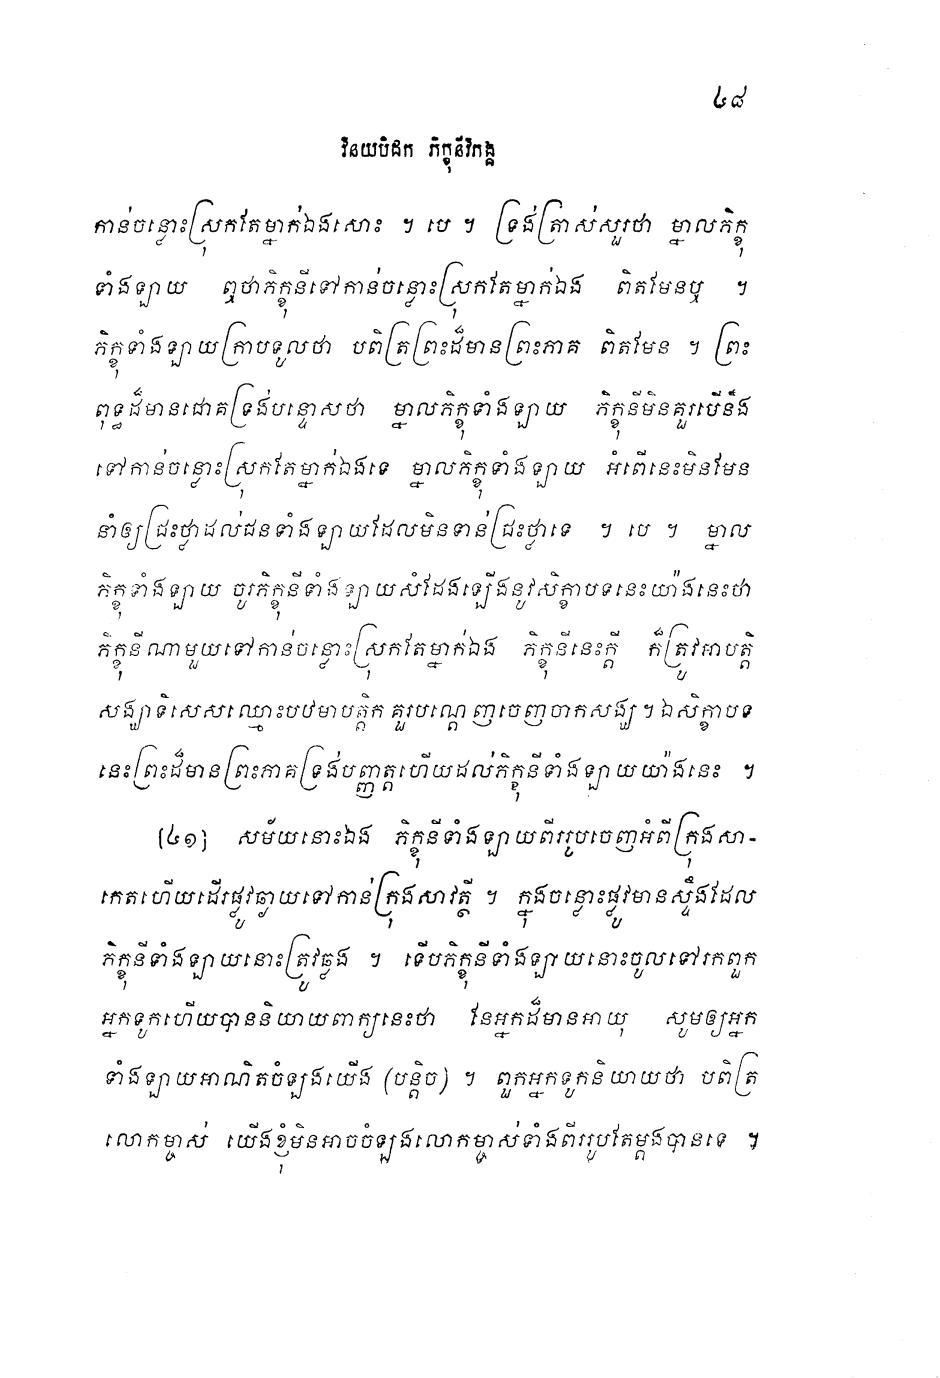 ៤៨
វិនយបិដក ភិក្ខុនីវិភង្គ
កាន់ចន្លោះស្រុកតែម្នាក់ឯងសោះ ។ បេ ។ ទ្រង់ត្រាស់សួរថា ម្នាលភិក្ខុ
ទាំងឡាយ ឮថាភិក្ខុនីទៅកាន់ចន្លោះស្រុកតែម្នាក់ឯង ពិតមែនឬ ។
ភិក្ខុទាំងឡាយក្រាបទូលថា បពិត្រព្រះដ៏មានព្រះភាគ ពិតមែន ។ ព្រះ
ពុទ្ធដ៏មានជោគទ្រង់បន្ទោសថា ម្នាលភិក្ខុទាំងឡាយ ភិក្ខុនីមិនគួរបើនឹង
ទៅកាន់ចន្លោះស្រុកតែម្នាក់ឯងទេ ម្នាលភិក្ខុទាំងឡាយ អំពើនេះមិនមែន
នាំឲ្យជ្រះថ្លាដល់ជនទាំងឡាយដែលមិនទាន់ជ្រះថ្លាទេ ។ បេ ។ ម្នាល
ភិក្ខុទាំងឡាយ ចូរភិក្ខុនីទាំងឡាយសំដែងឡើងនូវសិក្ខាបទនេះយ៉ាងនេះថា
ភិក្ខុនីណាមួយទៅកាន់ចន្លោះស្រុកតែម្នាក់ឯង ភិក្ខុនីនេះក្តី ក៏ត្រូវអាបត្តិ
សង្ឃាទិសេសឈ្មោះបឋមាបត្តិក គួរបណ្តេញចេញចាកសង្ឃ ។ ឯសិក្ខាបទ
នេះព្រះដ៏មានព្រះភាគទ្រង់បញ្ញត្តហើយដល់ភិក្ខុនីទាំងឡាយយ៉ាងនេះ ។
[៤១] សម័យនោះឯង ភិក្ខុនីទាំងឡាយពីររូបចេញអំពីក្រុងសា-
កេតហើយដើរផ្លូវឆ្ងាយទៅកាន់ក្រុងសាវត្ថី ។ ក្នុងចន្លោះផ្លូវមានស្ទឹងដែល
ភិក្ខុនីទាំងឡាយនោះត្រូវឆ្លង ។ ទើបភិក្ខុនីទាំងឡាយនោះចូលទៅរកពួក
អ្នកទូកហើយបាននិយាយពាក្យនេះថា នែអ្នកដ៏មានអាយុ សូមឲ្យអ្នក
ទាំងឡាយអាណិតចំឡងយើង (បន្តិច) ។ ពួកអ្នកទូកនិយាយថា បពិត្រ
លោកម្ចាស់ យើងខ្ញុំមិនអាចចំឡងលោកម្ចាស់ទាំងពីររូបតែម្តងបានទេ ។